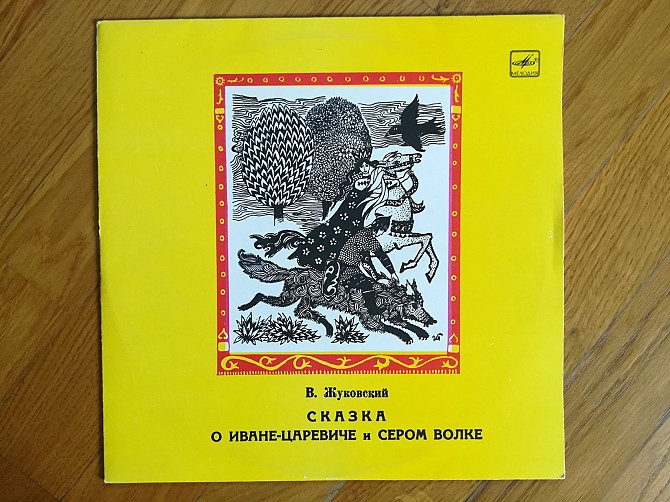 МЕЛОДИЯ
В. Жуковский
СКАЗКА
О ИВАНЕ-ЦАРЕВИЧЕ и СЕРОМ ВОЛКЕ